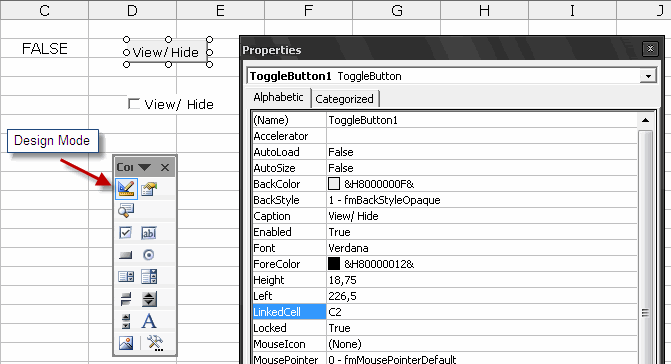 C D E F G H I J
FALSE
View/ Hide
View/ Hide
Design Mode
Cor
Properties
ToggleButton1 ToggleButton
Alphabetic Categorized
(Name) ToggleButton1
Accelerator
AutoLoad False
AutoSize False
BackColor &H8000000F&
BackStyle 1 - fmBackStyleOpaque
Caption View/ Hide
Enabled True
Font Verdana
ForeColor &H80000012&
Height 18,75
Left 226,5
LinkedCell C2
Locked True
MouseIcon (None)
MousePointer 0 - fmMousePointerDefault